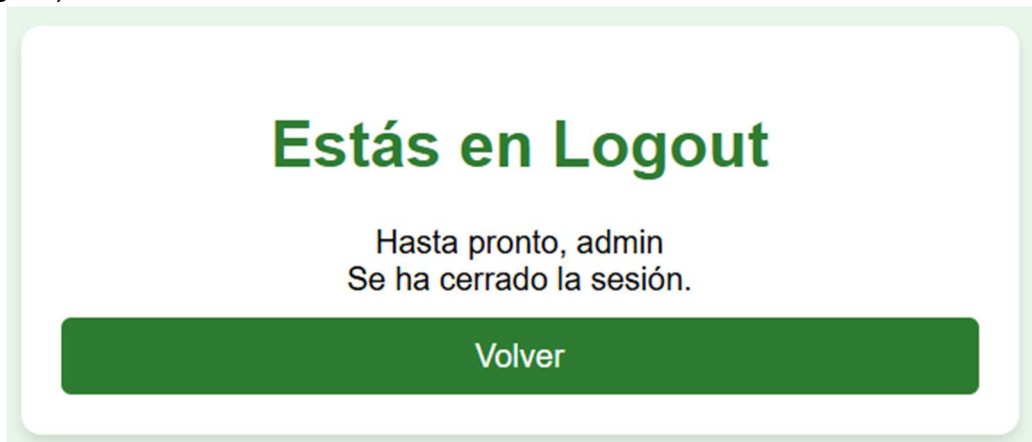 Estás en Logout
Hasta pronto, admin
Se ha cerrado la sesión.
Volver